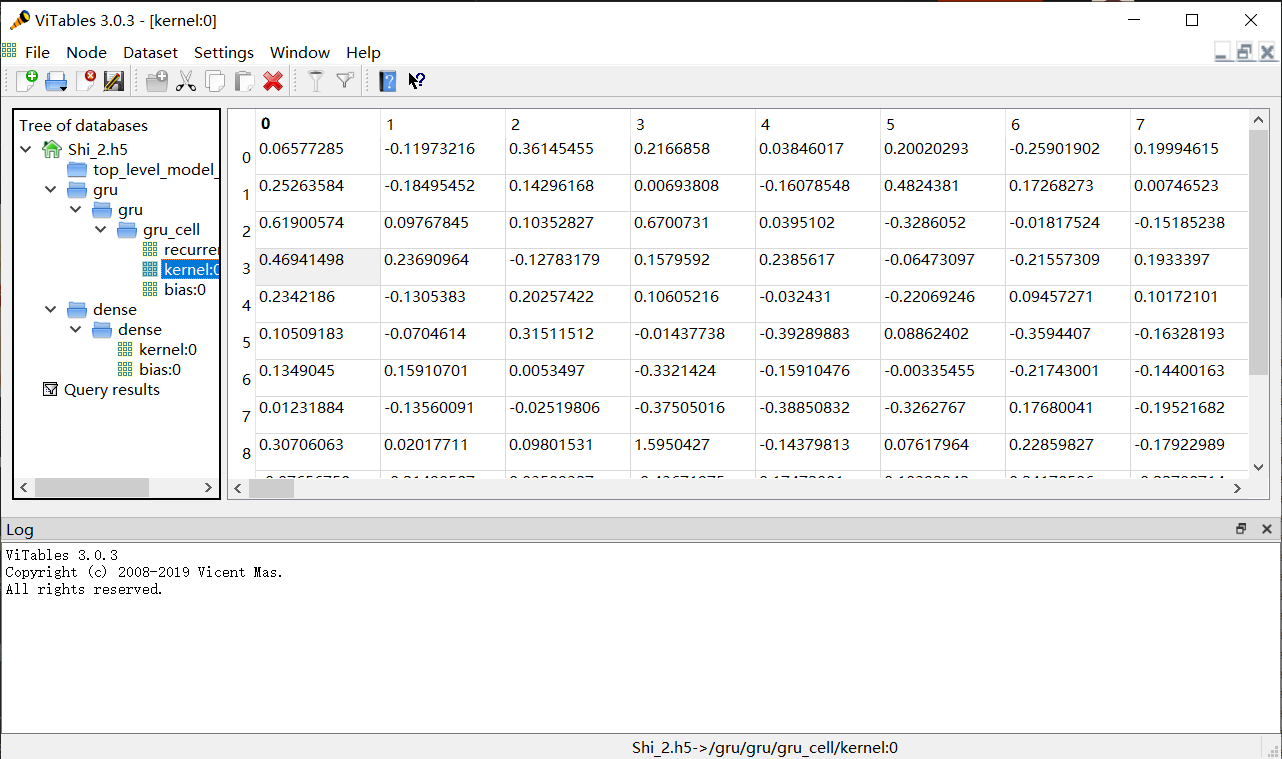 ViTables 3.0.3 - [kernel:0]
File Node Dataset Settings Window Help
Tree of databases
Shi_2.h5
top_level_model_
gru
gru
gru_cell
recurre
kernel:0
bias:0
dense
dense
kernel:0
bias:0
Query results
0 1 2 3 4 5 6 7
0 0.06577285 -0.11973216 0.36145455 0.2166858 0.03846017 0.20020293 -0.25901902 0.19994615
1 0.25263584 -0.18495452 0.14296168 0.00693808 -0.16078548 0.4824381 0.17268273 0.00746523
2 0.61900574 0.09767845 0.10352827 0.6700731 0.0395102 -0.3286052 -0.01817524 -0.15185238
3 0.46941498 0.23690964 -0.12783179 0.1579592 0.2385617 -0.06473097 -0.21557309 0.1933397
4 0.2342186 -0.1305383 0.20257422 0.10605216 -0.032431 -0.22069246 0.09457271 0.10172101
5 0.10509183 -0.0704614 0.31511512 -0.01437738 -0.39289883 0.08862402 -0.3594407 -0.16328193
6 0.1349045 0.15910701 0.0053497 -0.3321424 -0.15910476 -0.00335455 -0.21743001 -0.14400163
7 0.01231884 -0.13560091 -0.02519806 -0.37505016 -0.38850832 -0.3262767 0.17680041 -0.19521682
8 0.30706063 0.02017711 0.09801531 1.5950427 -0.14379813 0.07617964 0.22859827 -0.17922989
Log
ViTables 3.0.3
Copyright (c) 2008-2019 Vicent Mas.
All rights reserved.
Shi_2.h5->/gru/gru/gru_cell/kernel:0